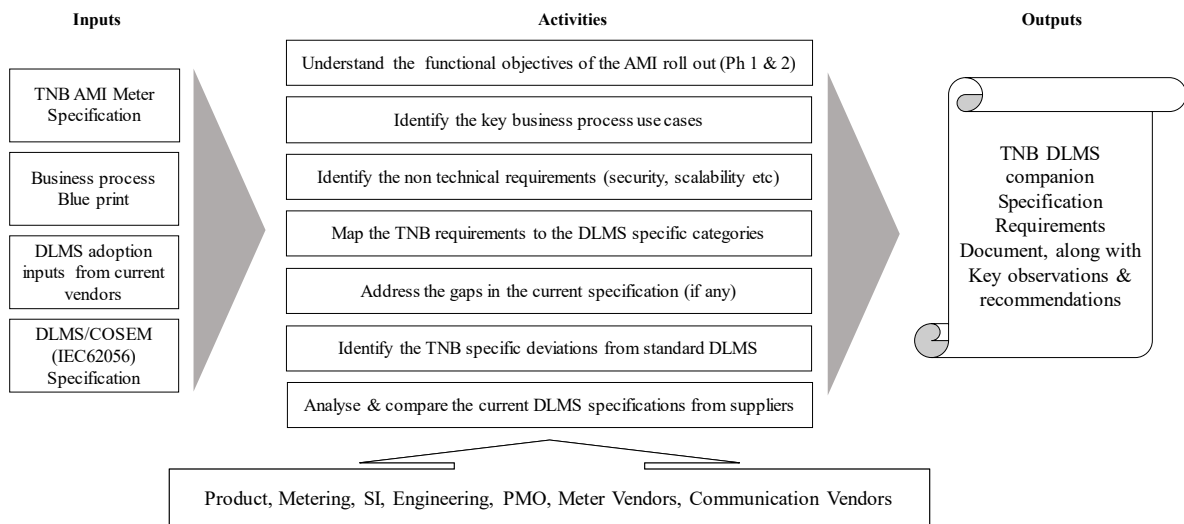 Inputs
Activities
Outputs
TNB AMI Meter
Specification
Business process
Blue print
DLMS adoption
inputs from current
vendors
DLMS/COSEM
(IEC62056)
Specification
Understand the functional objectives of the AMI roll out (Ph 1 & 2)
Identify the key business process use cases
Identify the non technical requirements (security, scalability etc)
Map the TNB requirements to the DLMS specific categories
Address the gaps in the current specification (if any)
Identify the TNB specific deviations from standard DLMS
Analyse & compare the current DLMS specifications from suppliers
Product, Metering, SI, Engineering, PMO, Meter Vendors, Communication Vendors
TNB DLMS
companion
Specification
Requirements
Document, along with
Key observations &
recommendations